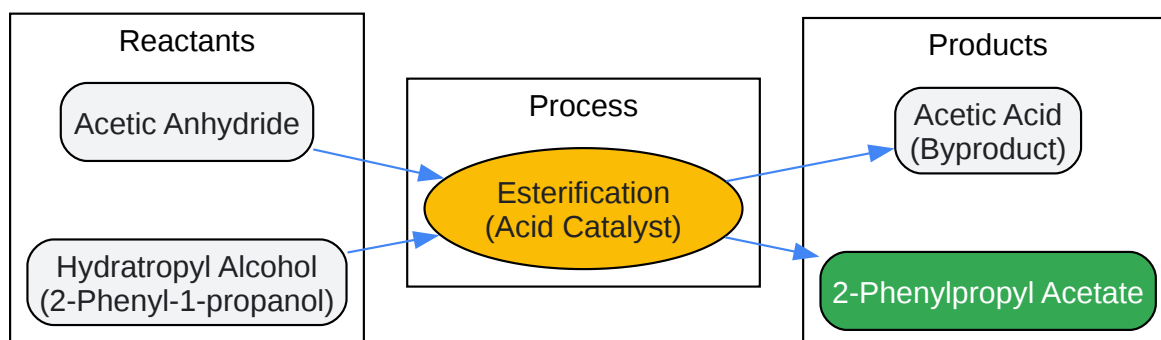 Reactants
Acetic Anhydride
Hydratropyl Alcohol
(2-Phenyl-1-propanol)
Process
Esterification
(Acid Catalyst)
Products
Acetic Acid
(Byproduct)
2-Phenylpropyl Acetate